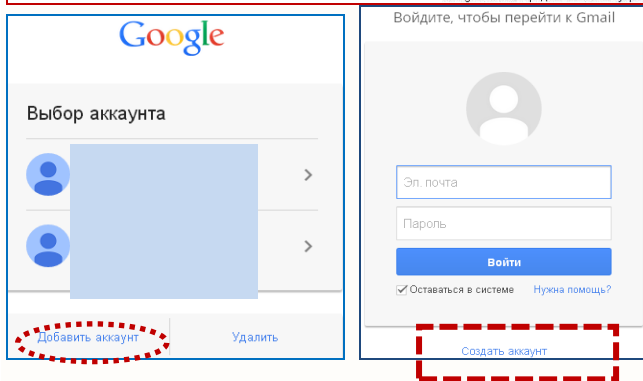 Войдите, чтобы перейти к Gmail
Google
Выбор аккаунта
Добавить аккаунт
Удалить
Эл. почта
Пароль
Войти
Оставаться в системе
Нужна помощь?
Создать аккаунт